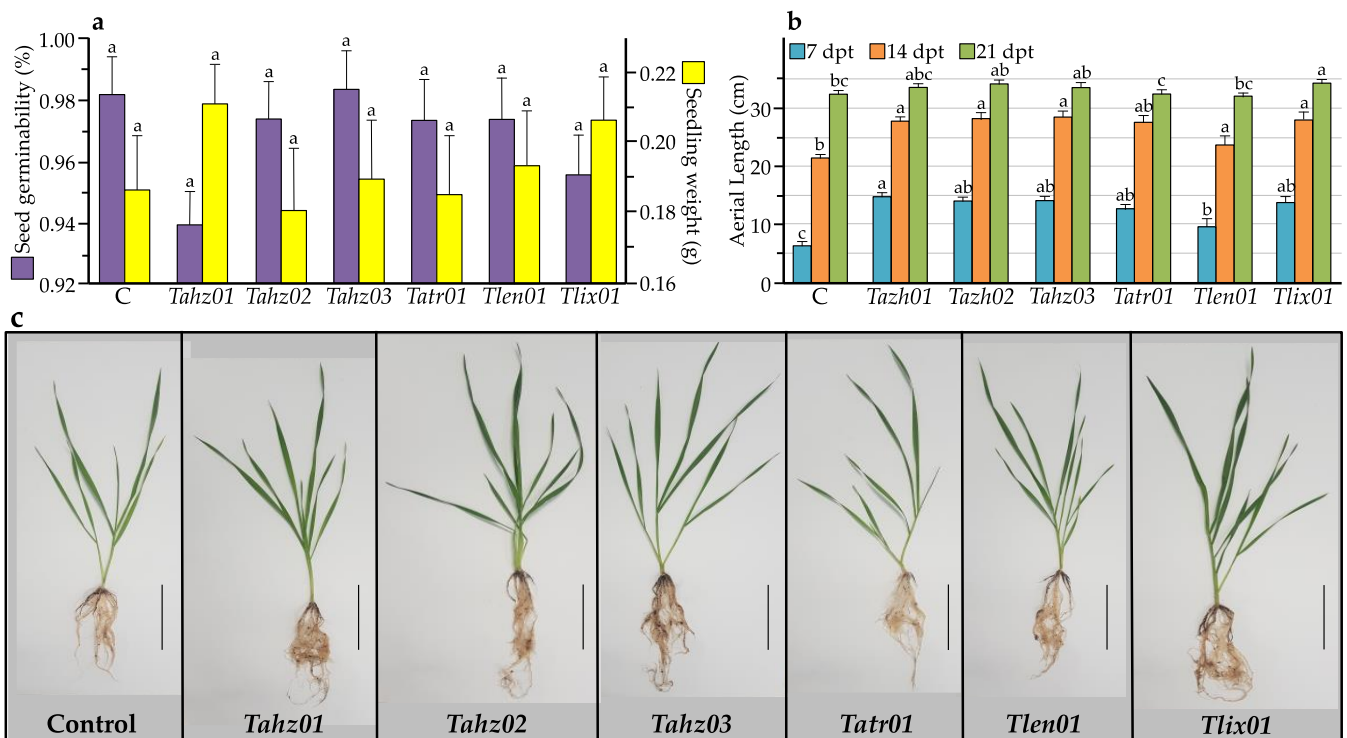 a
Seed germinability (%)
1.00
0.98
0.96
0.94
0.92
a a a a a a a
a a a a a a a
C Tahz01 Tahz02 Tahz03 Tatr01 Tlen01 Tlix01
0.22
0.20
0.18
0.16
Seedling weight (g)
b
7 dpt 14 dpt 21 dpt
Aerial Length (cm)
30
20
10
0
c b bc
a a abc
ab a ab
ab a ab
ab a c
b a bc
ab a a
C Tazh01 Tazh02 Tahz03 Tatr01 Tlen01 Tlix01
c
Control Tahz01 Tahz02 Tahz03 Tatr01 Tlen01 Tlix01